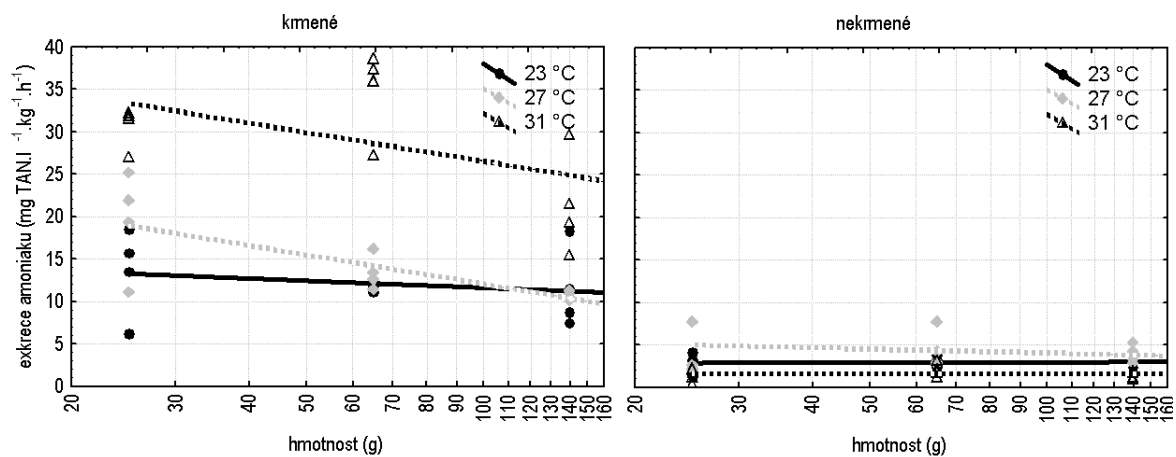 krmené
exkrece amoniaku (mg TAN.l⁻¹.kg⁻¹.h⁻¹)
40
35
30
25
20
15
10
5
0
23 °C
27 °C
31 °C
20 30 40 50 60 70 80 90 100 110 120 130 140 150 160
hmotnost (g)
nekrmené
23 °C
27 °C
31 °C
20 30 40 50 60 70 80 90 100 110 120 130 140 150 160
hmotnost (g)